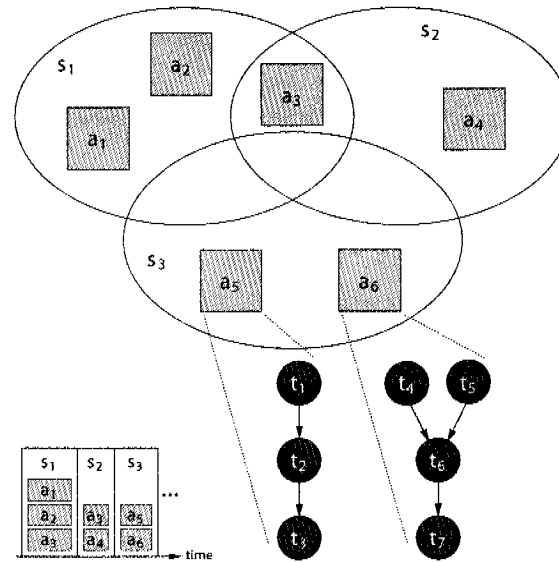 s1
s2
a2
a3
a1
a4
s3
a5
a6
t1
t4
t5
t2
t6
t3
t7
s1 s2 s3
a1
a2 a3 a5
a3 a4 a6
...
time